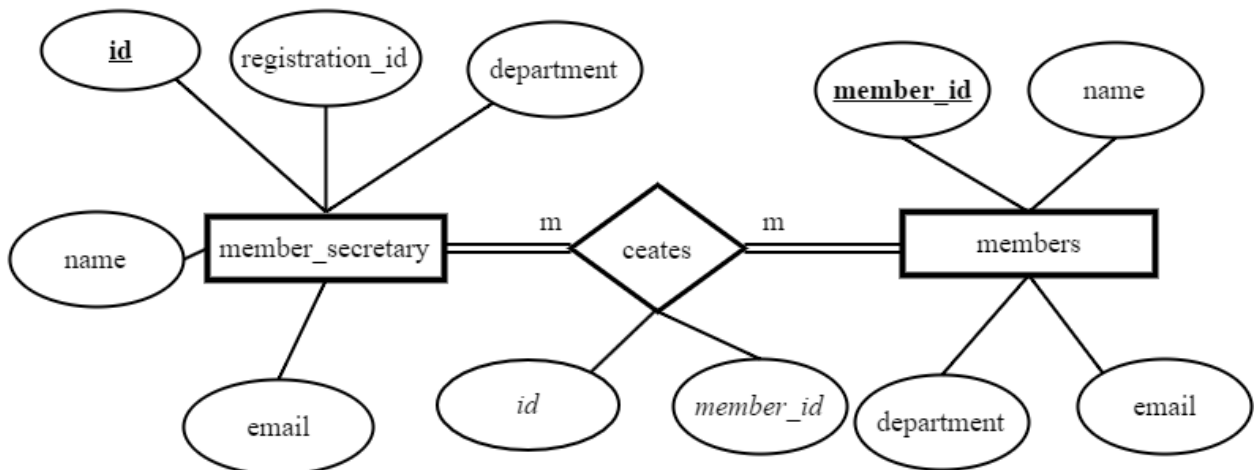 id
registration_id
department
member_id
name
name
member_secretary
m
ceates
m
members
email
id
member_id
department
email